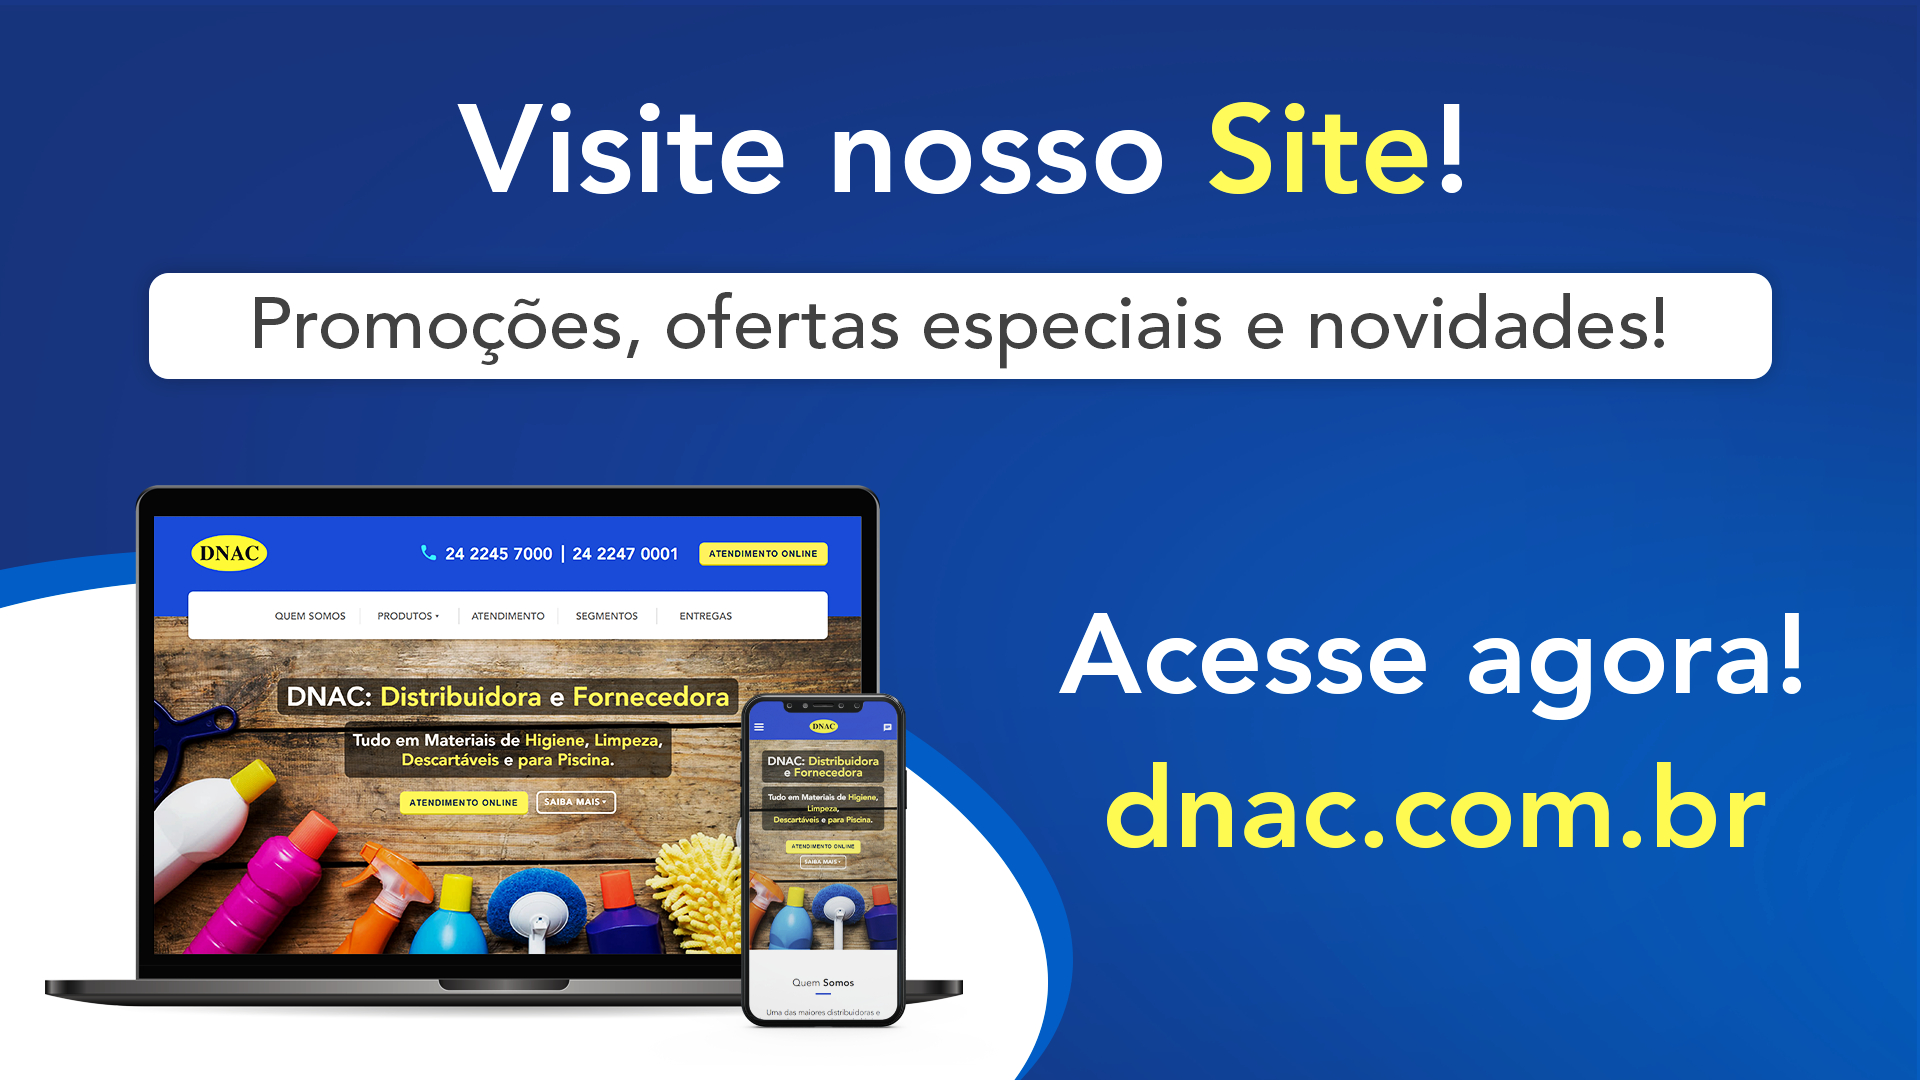 Visite nosso Site!
Promoções, ofertas especiais e novidades!
DNAC
24 2245 7000 | 24 2247 0001
ATENDIMENTO ONLINE
QUEM SOMOS
PRODUTOS
ATENDIMENTO
SEGMENTOS
ENTREGAS
DNAC: Distribuidora e Fornecedora
Tudo em Materiais de Higiene, Limpeza,
Descartáveis e para Piscina.
ATENDIMENTO ONLINE
SAIBA MAIS
DNAC
DNAC: Distribuidora
e Fornecedora
Tudo em Materiais de Higiene,
Limpeza,
Descartáveis e para Piscina.
ATENDIMENTO ONLINE
SAIBA MAIS
Quem Somos
Uma das maiores distribuidoras e
Acesse agora!
dnac.com.br